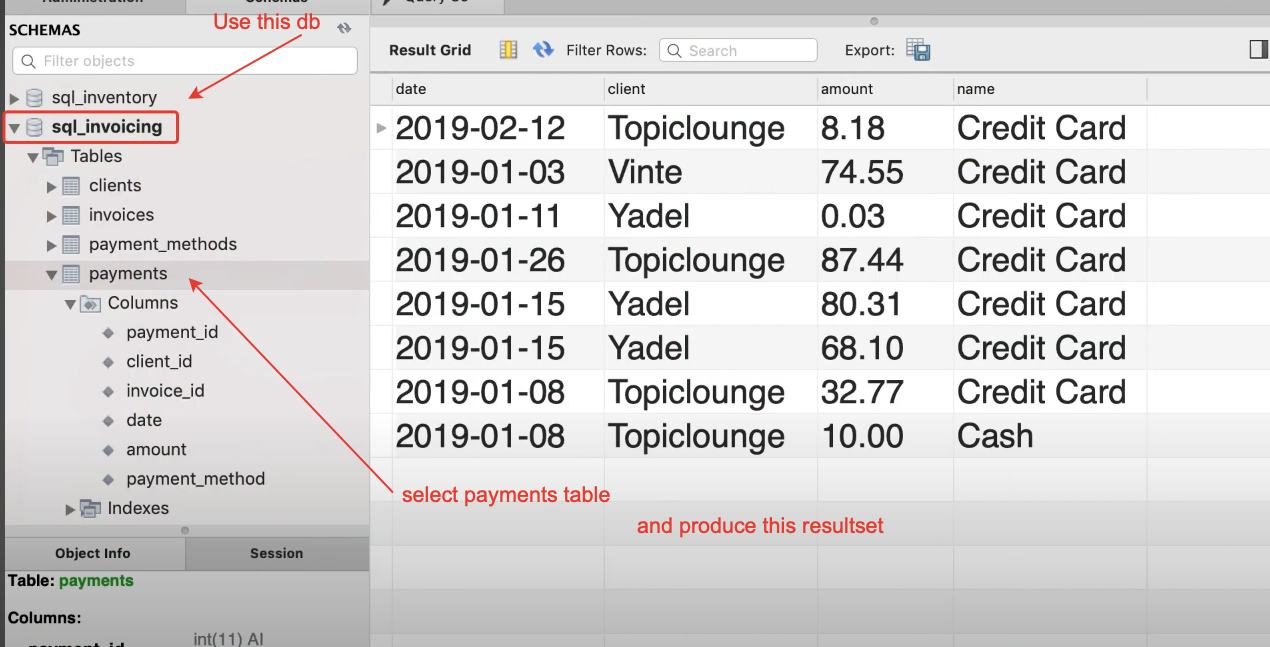 Administration Schemas Query 36
Use this db
SCHEMAS
Filter objects
sql_inventory
sql_invoicing
Tables
clients
invoices
payment_methods
payments
Columns
payment_id
client_id
invoice_id
date
amount
payment_method
Indexes
Object Info Session
Table: payments
Columns:
payment_id int(11) AI
Result Grid Filter Rows: Search Export:
date client amount name
2019-02-12 Topiclounge 8.18 Credit Card
2019-01-03 Vinte 74.55 Credit Card
2019-01-11 Yadel 0.03 Credit Card
2019-01-26 Topiclounge 87.44 Credit Card
2019-01-15 Yadel 80.31 Credit Card
2019-01-15 Yadel 68.10 Credit Card
2019-01-08 Topiclounge 32.77 Credit Card
2019-01-08 Topiclounge 10.00 Cash
select payments table
and produce this resultset